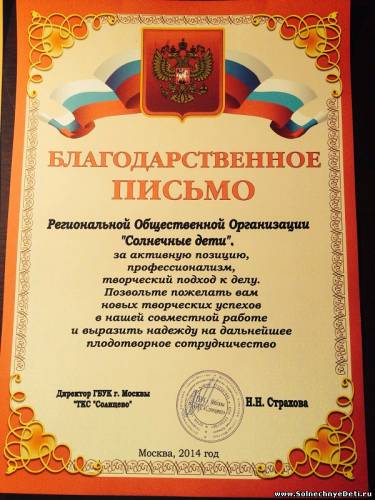 БЛАГОДАРСТВЕННОЕ
ПИСЬМО
Региональной Общественной Организации
"Солнечные дети".
за активную позицию,
профессионализм,
творческий подход к делу.
Позвольте пожелать вам
новых творческих успехов
в нашей совместной работе
и выразить надежду на дальнейшее
плодотворное сотрудничество
Директор ГБУК г. Москвы
"ТКС "Солнцево"
Н.Н. Страхова
Москва, 2014 год
www.SolnechnyeDeti.ru